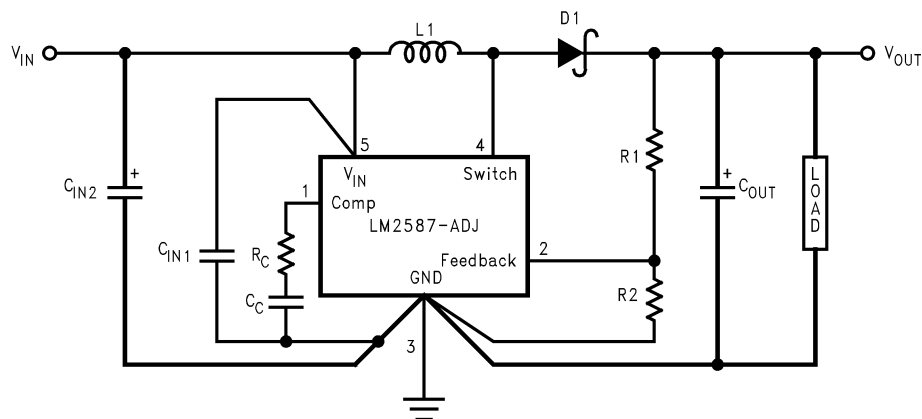 L1
D1
V_IN
V_OUT
5
4
R1
V_IN
Switch
C_IN2
+
1
Comp
LM2587-ADJ
+
C_OUT
LOAD
C_IN1
R_C
Feedback
2
GND
C_C
R2
3